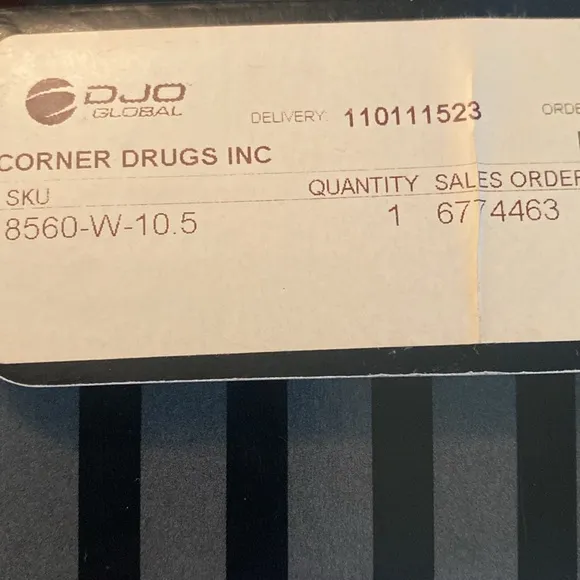 DJO
GLOBAL
DELIVERY: 110111523
CORNER DRUGS INC
SKU QUANTITY SALES ORDER
8560-W-10.5 1 6774463